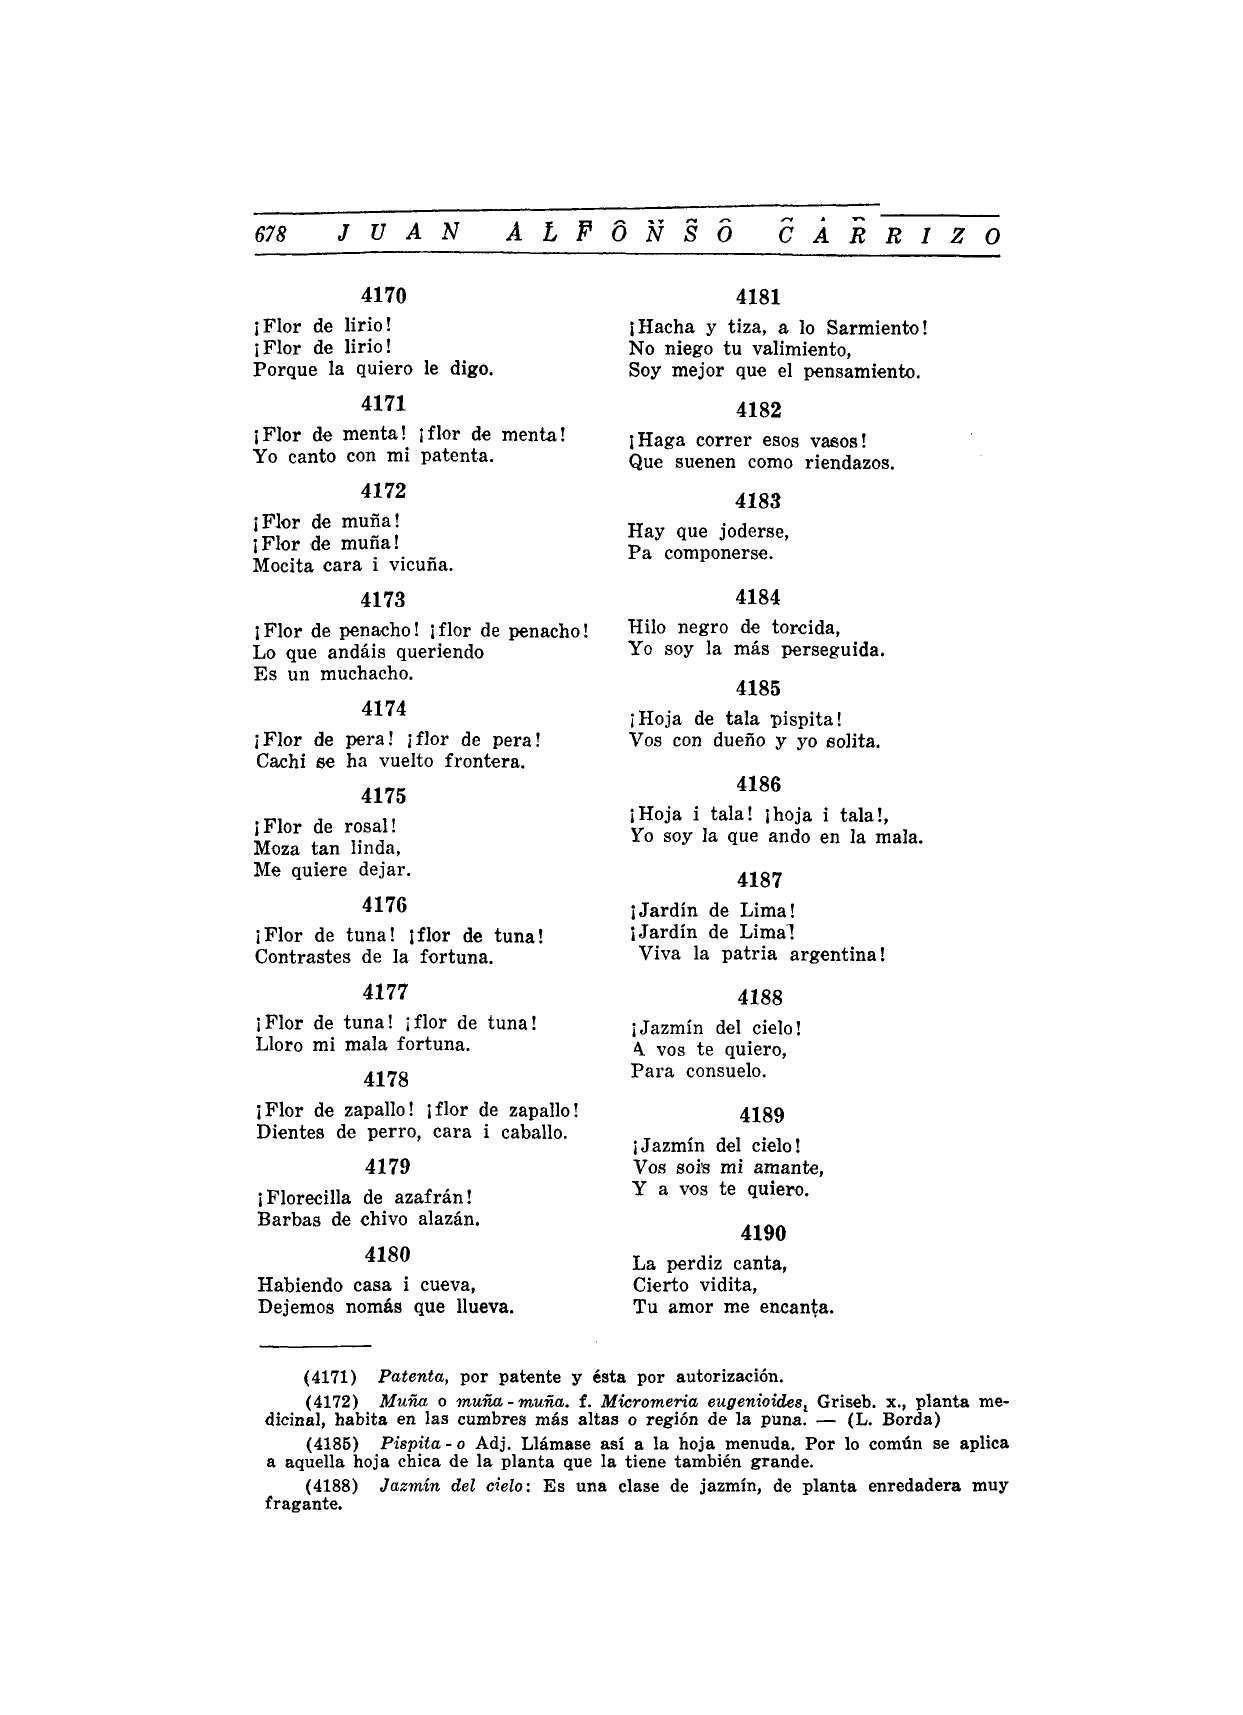 678 JUAN ALFONSO CARRIZO
4170
¡Flor de lirio!
¡Flor de lirio!
Porque la quiero le digo.
4171
¡Flor de menta! ¡flor de menta!
Yo canto con mi patenta.
4172
¡Flor de muña!
¡Flor de muña!
Mocita cara i vicuña.
4173
¡Flor de penacho! ¡flor de penacho!
Lo que andáis queriendo
Es un muchacho.
4174
¡Flor de pera! ¡flor de pera!
Cachi se ha vuelto frontera.
4175
¡Flor de rosal!
Moza tan linda,
Me quiere dejar.
4176
¡Flor de tuna! ¡flor de tuna!
Contrastes de la fortuna.
4177
¡Flor de tuna! ¡flor de tuna!
Lloro mi mala fortuna.
4178
¡Flor de zapallo! ¡flor de zapallo!
Dientes de perro, cara i caballo.
4179
¡Florecilla de azafrán!
Barbas de chivo alazán.
4180
Habiendo casa i cueva,
Dejemos nomás que llueva.
4181
¡Hacha y tiza, a lo Sarmiento!
No niego tu valimiento,
Soy mejor que el pensamiento.
4182
¡Haga correr esos vasos!
Que suenen como riendazos.
4183
Hay que joderse,
Pa componerse.
4184
Hilo negro de torcida,
Yo soy la más perseguida.
4185
¡Hoja de tala pispita!
Vos con dueño y yo solita.
4186
¡Hoja i tala! ¡hoja i tala!,
Yo soy la que ando en la mala.
4187
¡Jardín de Lima!
¡Jardín de Lima!
Viva la patria argentina!
4188
¡Jazmín del cielo!
A vos te quiero,
Para consuelo.
4189
¡Jazmín del cielo!
Vos sois mi amante,
Y a vos te quiero.
4190
La perdiz canta,
Cierto vidita,
Tu amor me encanta.
(4171) Patenta, por patente y ésta por autorización.
(4172) Muña o muña-muña. f. Micromeria eugenioides, Griseb. x., planta me-
dicinal, habita en las cumbres más altas o región de la puna. — (L. Borda)
(4185) Pispita-o Adj. Llámase así a la hoja menuda. Por lo común se aplica
a aquella hoja chica de la planta que la tiene también grande.
(4188) Jazmín del cielo: Es una clase de jazmín, de planta enredadera muy
fragante.